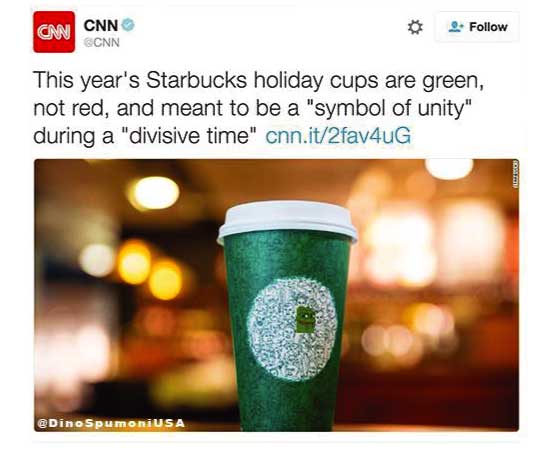 CNN
CNN
@CNN
Follow
This year's Starbucks holiday cups are green,
not red, and meant to be a "symbol of unity"
during a "divisive time" cnn.it/2fav4uG
@DinoSpumoniUSA